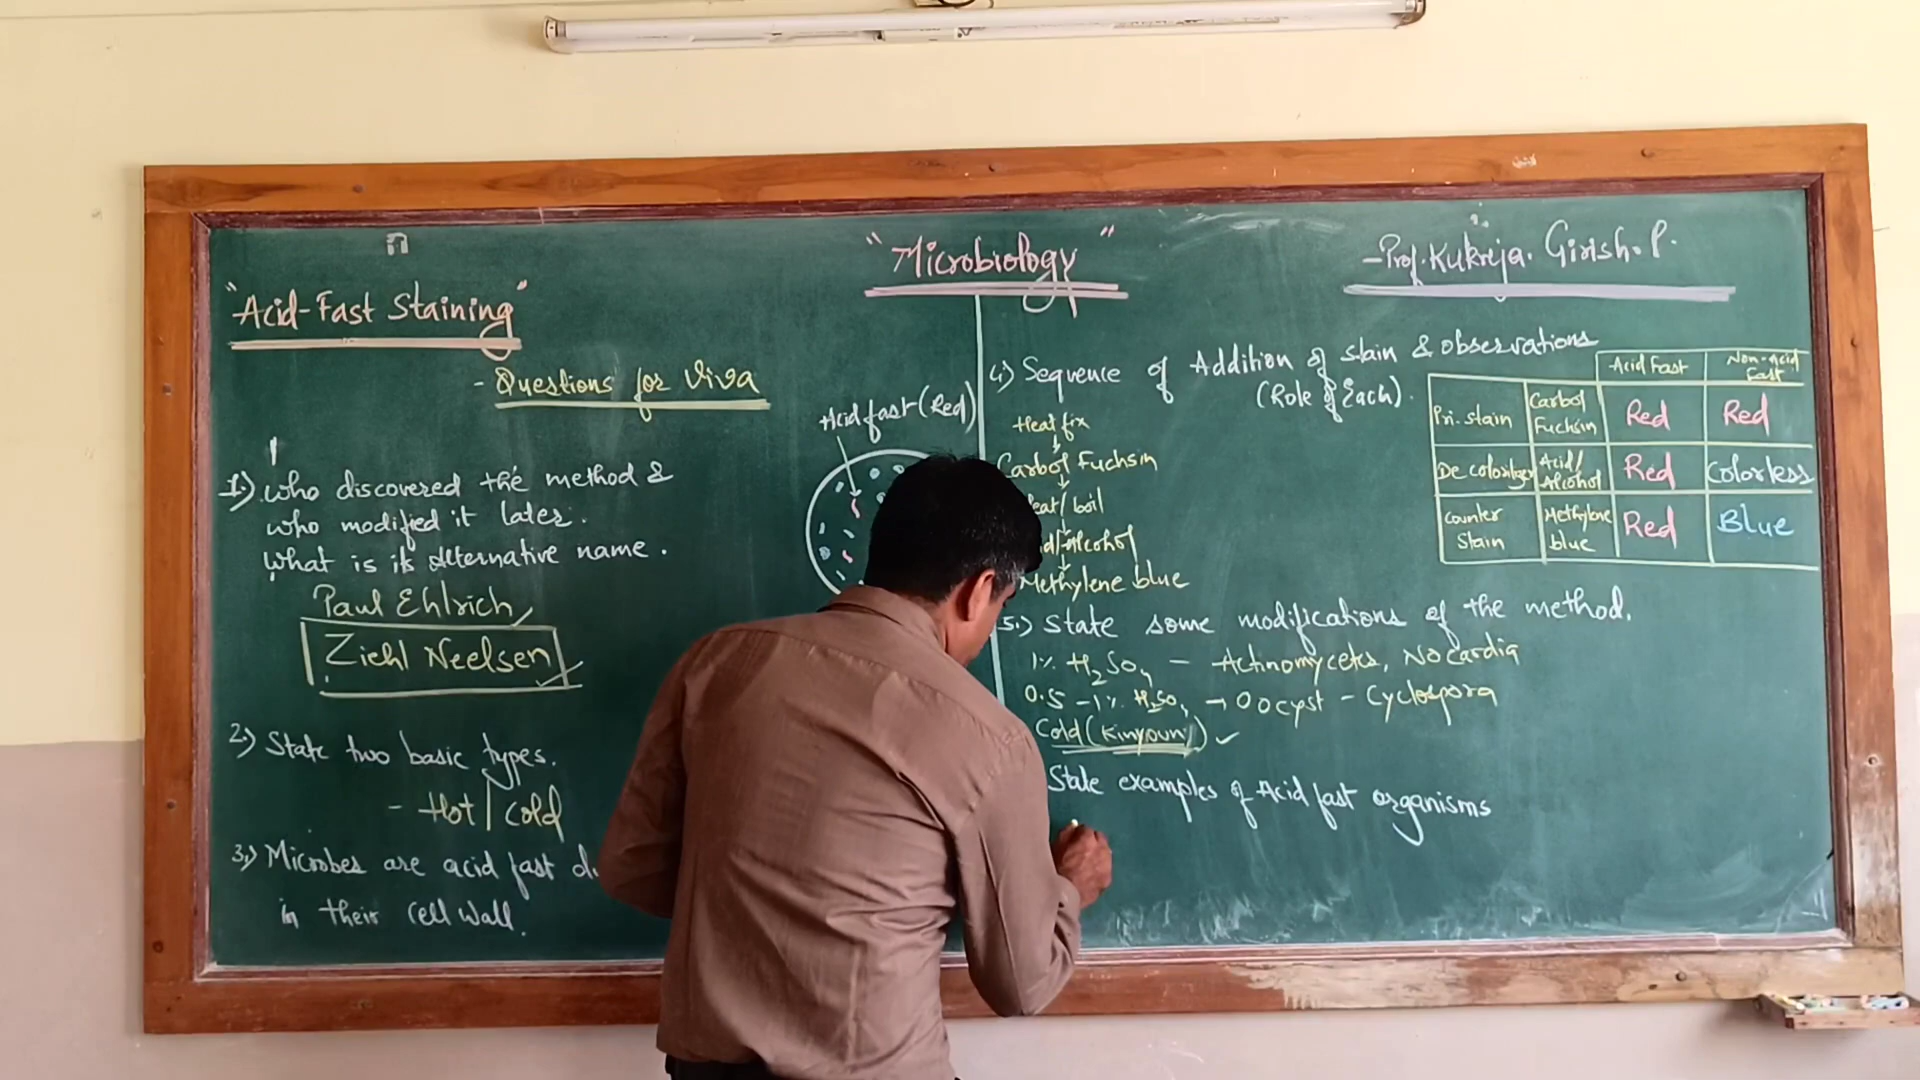 "Microbiology"
- Prof. Kukreja. Girish. P.
"Acid-Fast Staining"
- Questions for Viva
1.) Who discovered the method &
who modified it later.
What is its alternative name.
Paul Ehlrich
Ziehl Neelsen
2.) State two basic types.
- Hot / Cold
3.) Microbes are acid fast
in their cell wall.
Acid fast (Red)
4.) Sequence of Addition of stain & observations
(Role of Each).
Heat fix
Carbol Fuchsin
/ boil
/Alcohol
Methylene blue
Acid Fast Non-acid Fast
Pri. stain Carbol Fuchsin Red Red
Decolorilizer Acid/ Alcohol Red Colorless
Counter Stain Methylene blue Red Blue
5.) State some modifications of the method.
1% H2SO4 - Actinomycetes, Nocardia
0.5 - 1% H2SO4 → Oocyst - Cyclospora
Cold (Kinyoun)
State examples of Acid fast organisms